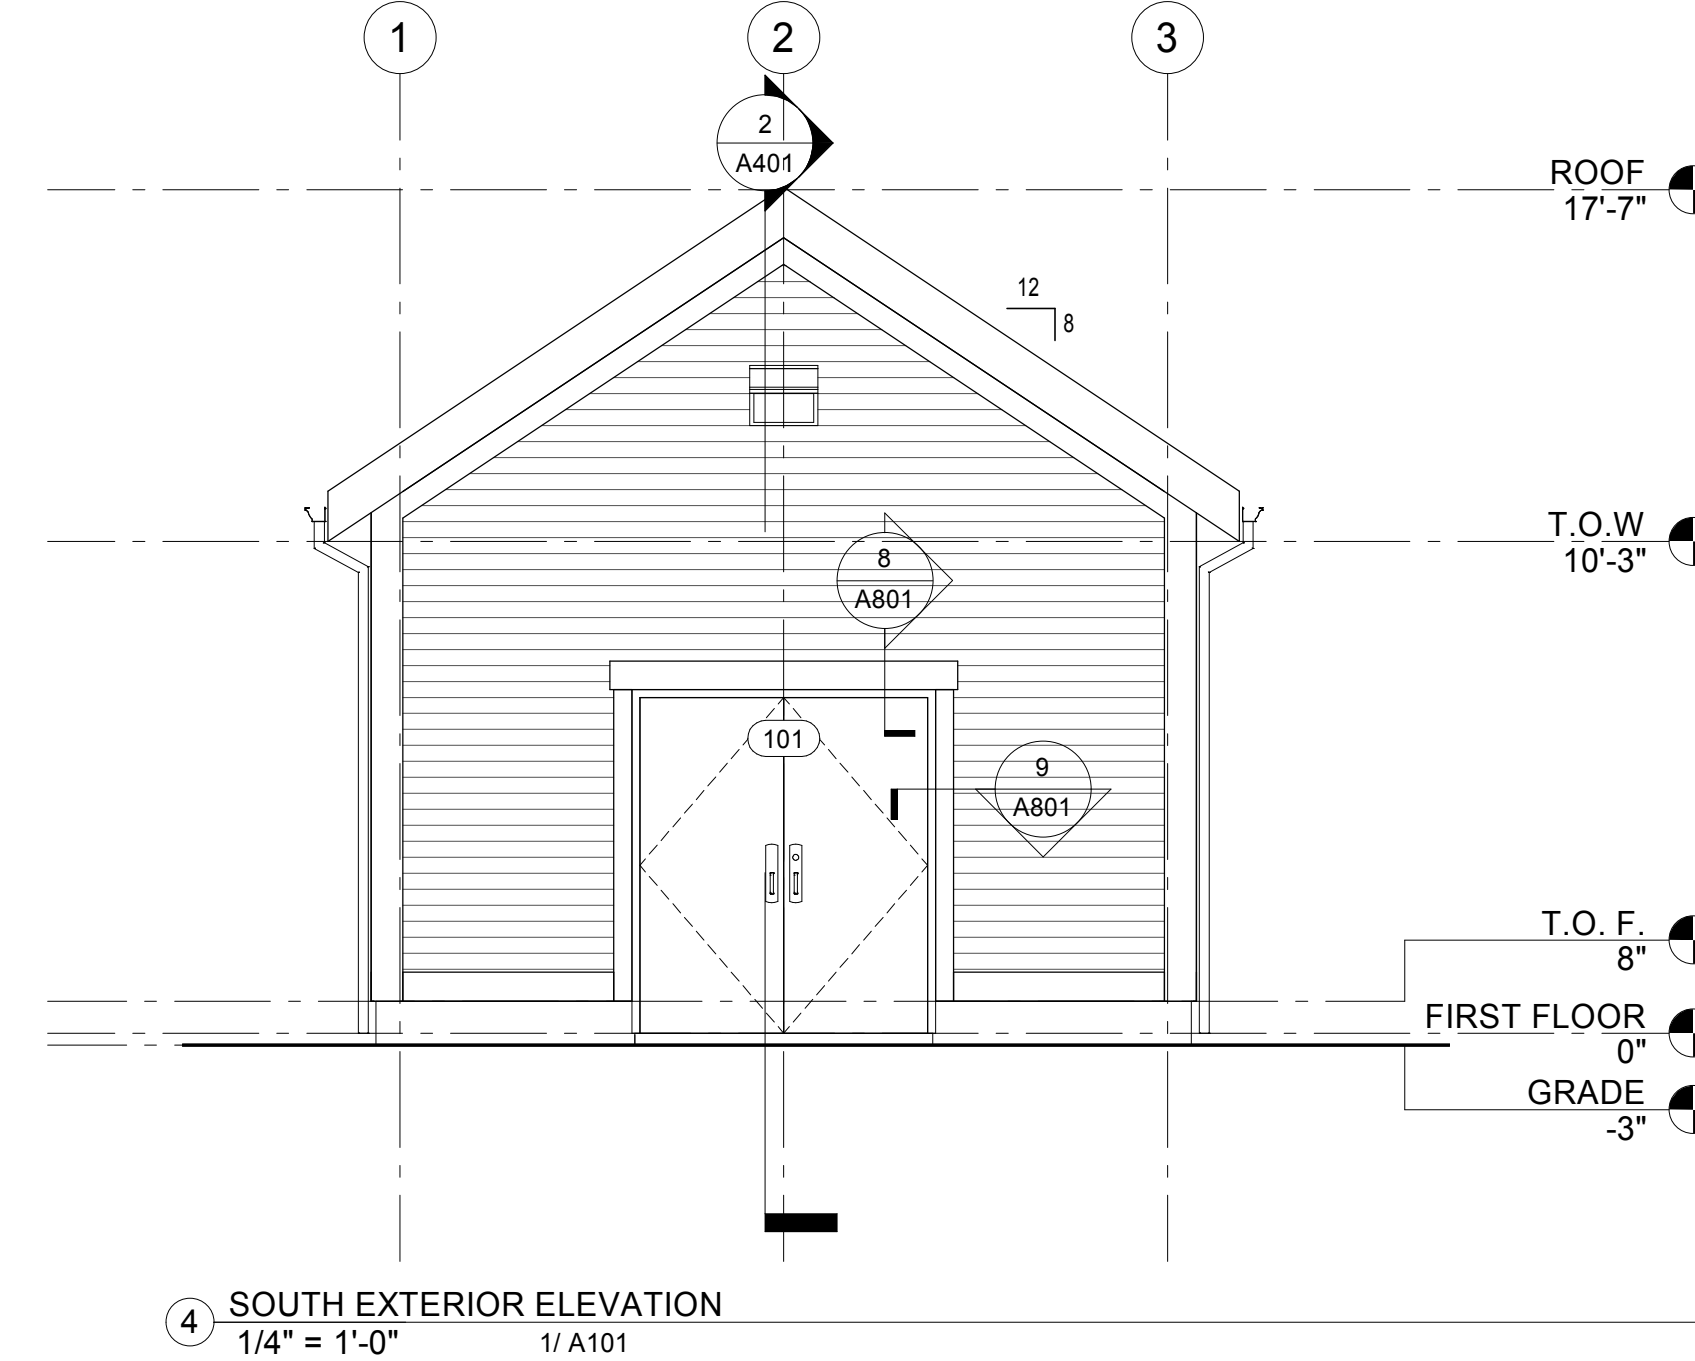 1
2
3
2
A401
ROOF
17'-7"
12
8
T.O.W
10'-3"
8
A801
101
9
A801
T.O. F.
8"
FIRST FLOOR
0"
GRADE
-3"
4
SOUTH EXTERIOR ELEVATION
1/4" = 1'-0"
1/ A101